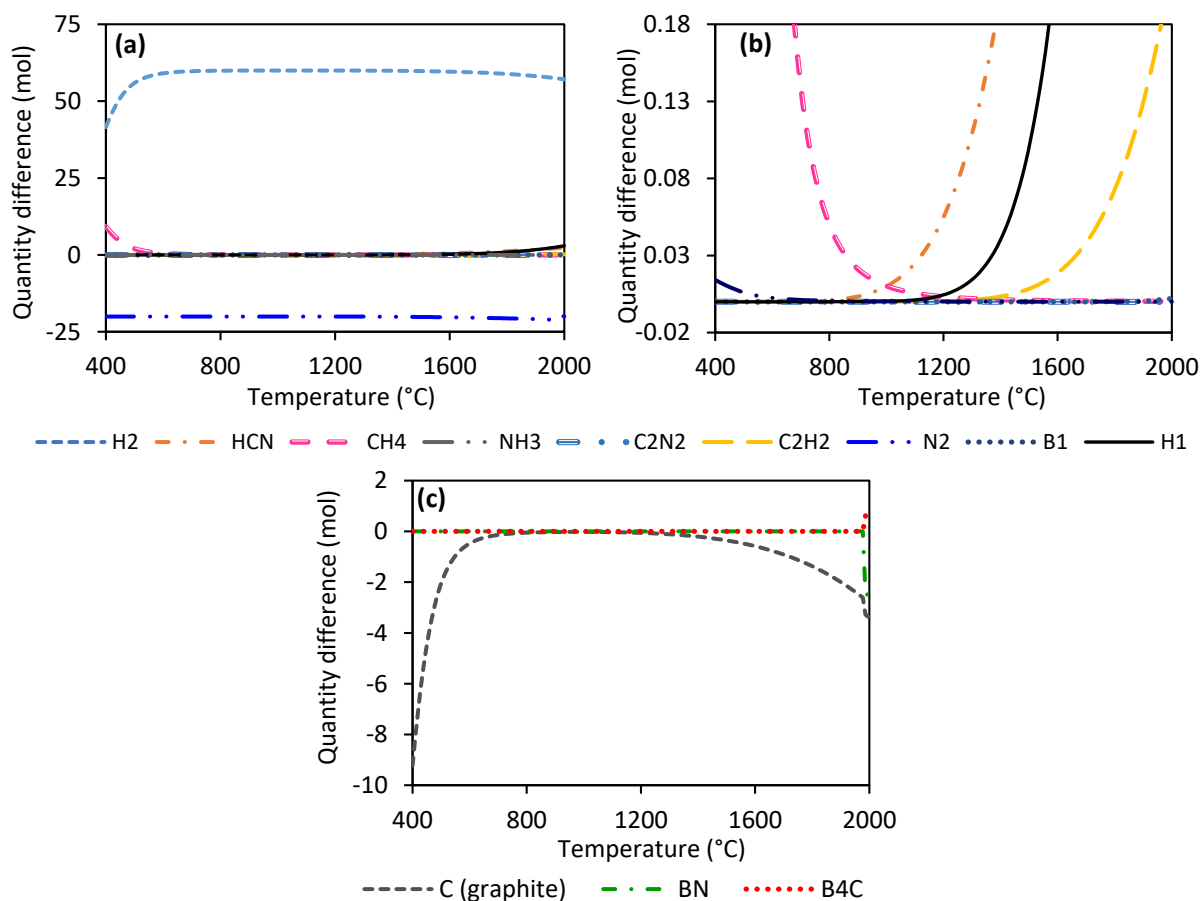 (a)
Quantity difference (mol)
75
50
25
0
-25
400 800 1200 1600 2000
Temperature (°C)
(b)
Quantity difference (mol)
0.18
0.13
0.08
0.03
-0.02
400 800 1200 1600 2000
Temperature (°C)
H2 HCN CH4 NH3 C2N2 C2H2 N2 B1 H1
(c)
Quantity difference (mol)
2
0
-2
-4
-6
-8
-10
400 800 1200 1600 2000
Temperature (°C)
C (graphite) BN B4C